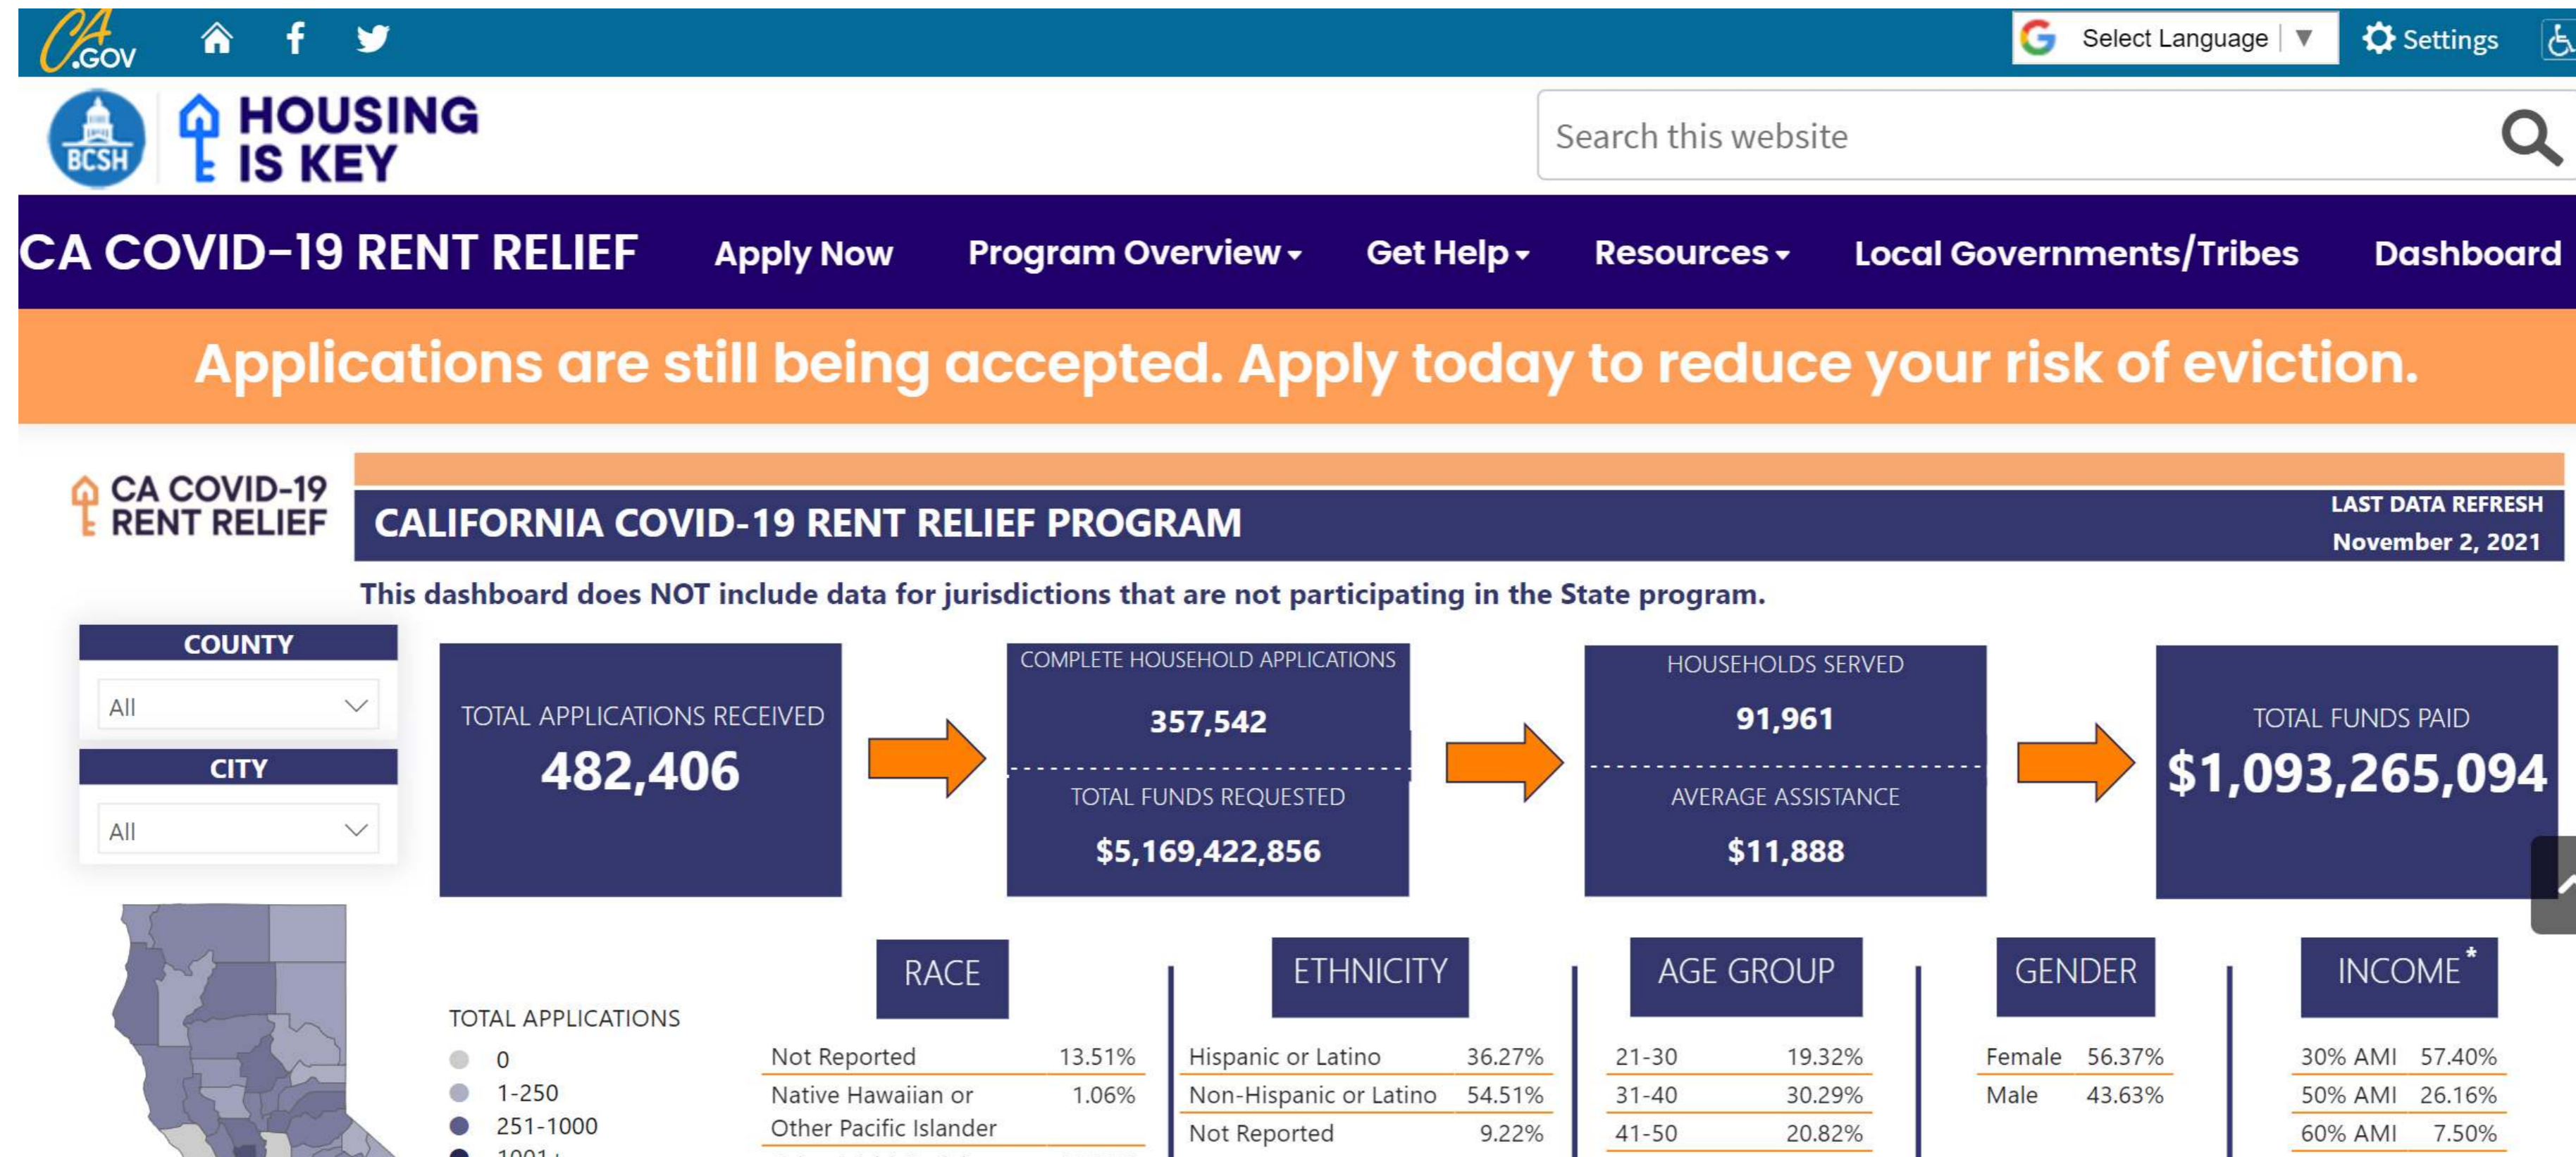 CA.GOV
Select Language ▼
Settings
BCSH
HOUSING
IS KEY
Search this website
CA COVID-19 RENT RELIEF Apply Now Program Overview Get Help Resources Local Governments/Tribes Dashboard
Applications are still being accepted. Apply today to reduce your risk of eviction.
CA COVID-19
RENT RELIEF
CALIFORNIA COVID-19 RENT RELIEF PROGRAM
LAST DATA REFRESH
November 2, 2021
This dashboard does NOT include data for jurisdictions that are not participating in the State program.
COUNTY
All
CITY
All
TOTAL APPLICATIONS RECEIVED
482,406
COMPLETE HOUSEHOLD APPLICATIONS
357,542
TOTAL FUNDS REQUESTED
$5,169,422,856
HOUSEHOLDS SERVED
91,961
AVERAGE ASSISTANCE
$11,888
TOTAL FUNDS PAID
$1,093,265,094
TOTAL APPLICATIONS
0
1-250
251-1000
1001+
RACE
Not Reported 13.51%
Native Hawaiian or 1.06%
Other Pacific Islander
ETHNICITY
Hispanic or Latino 36.27%
Non-Hispanic or Latino 54.51%
Not Reported 9.22%
AGE GROUP
21-30 19.32%
31-40 30.29%
41-50 20.82%
GENDER
Female 56.37%
Male 43.63%
INCOME*
30% AMI 57.40%
50% AMI 26.16%
60% AMI 7.50%